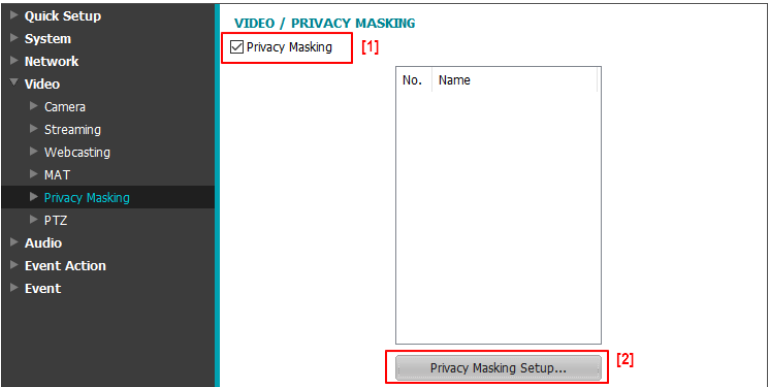 Quick Setup
System
Network
Video
Camera
Streaming
Webcasting
MAT
Privacy Masking
PTZ
Audio
Event Action
Event
VIDEO / PRIVACY MASKING
Privacy Masking [1]
No. Name
Privacy Masking Setup... [2]